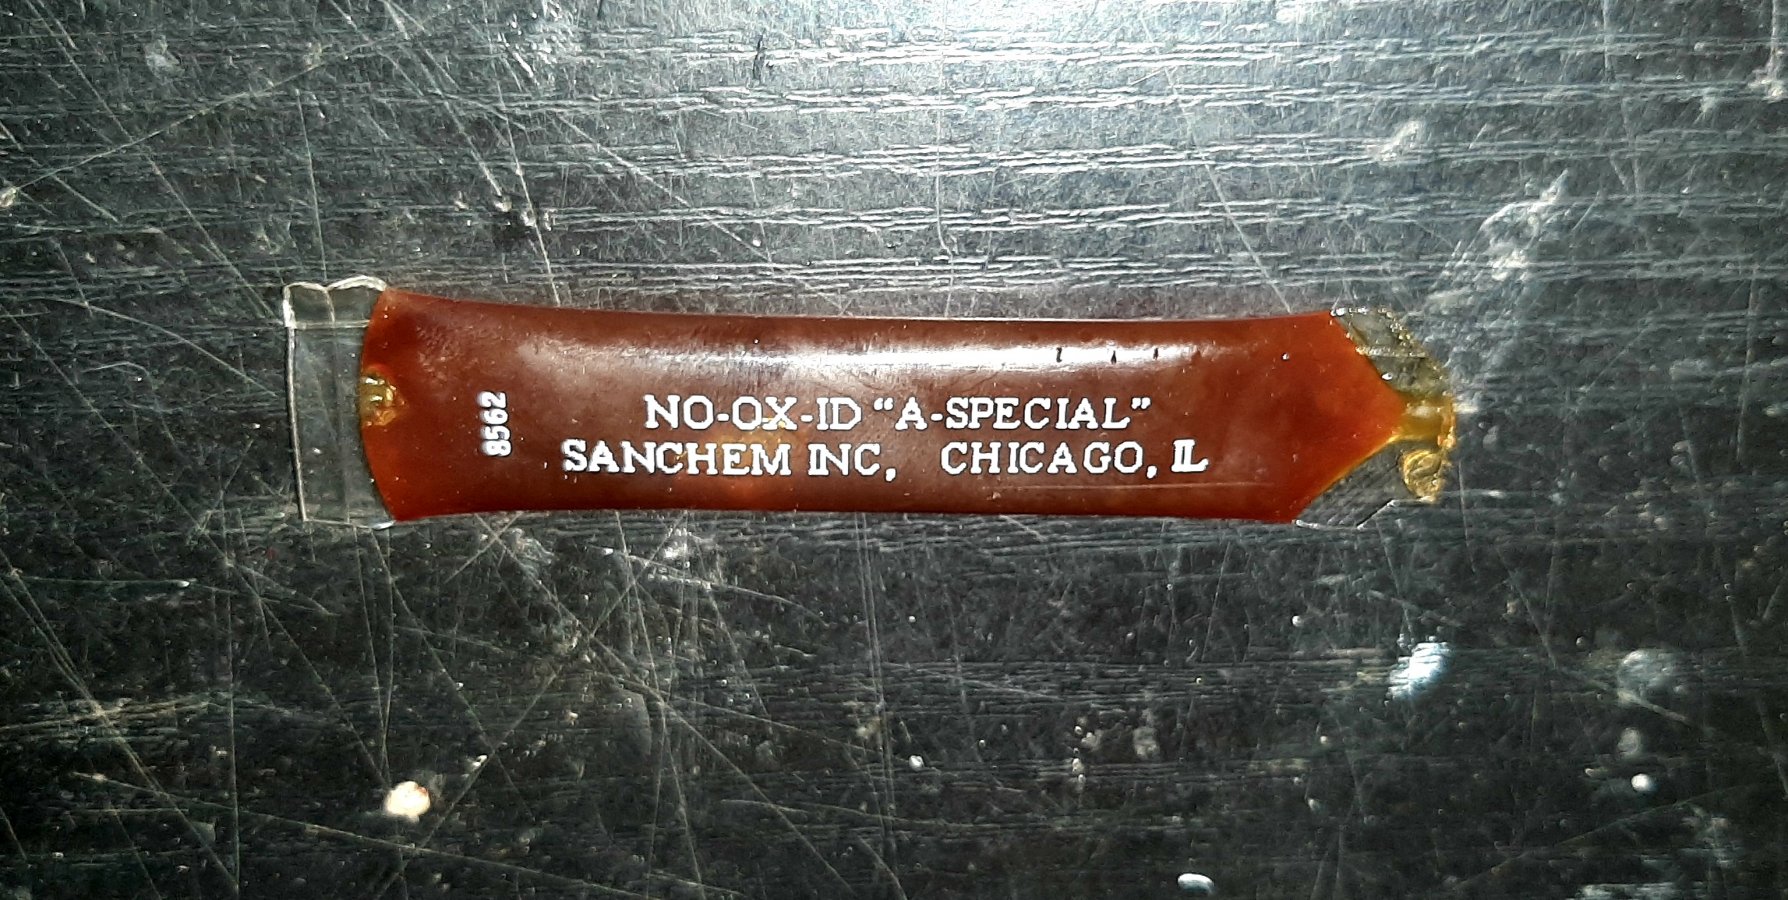 8562
NO-OX-ID “A-SPECIAL”
SANCHEM INC, CHICAGO, IL